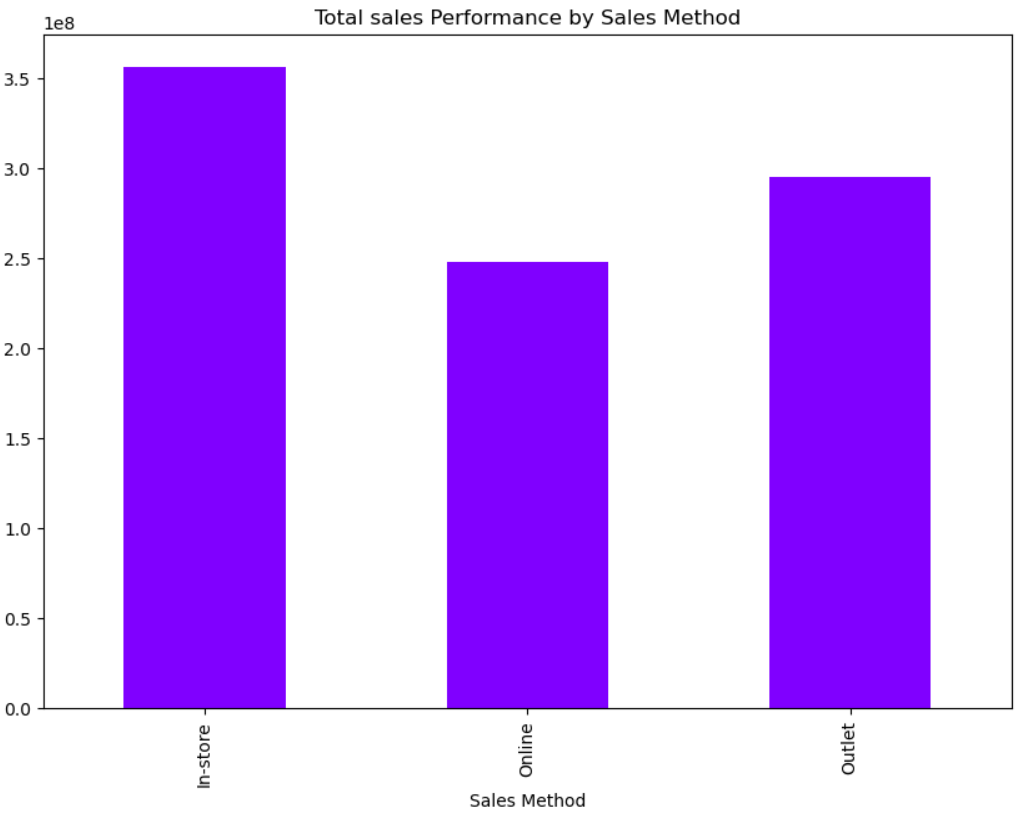 Total sales Performance by Sales Method
1e8
3.5
3.0
2.5
2.0
1.5
1.0
0.5
0.0
In-store
Online
Outlet
Sales Method